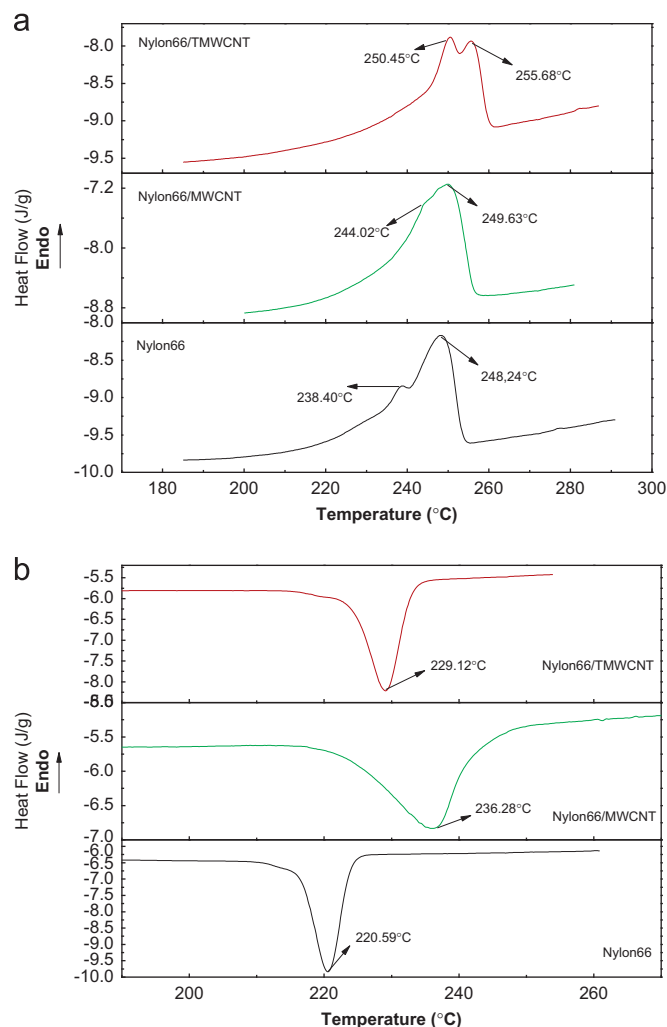 a
Nylon66/TMWCNT
-8.0
250.45°C
255.68°C
-8.5
-9.0
-9.5
-7.2
Nylon66/MWCNT
244.02°C
249.63°C
-8.0
-8.8
-8.0
Nylon66
-8.5
248,24°C
-9.0
238.40°C
-9.5
-10.0
Heat Flow (J/g)
Endo
180 200 220 240 260 280 300
Temperature (°C)
b
-5.5
-6.0
-6.5
-7.0
-7.5
229.12°C
Nylon66/TMWCNT
-8.0
-5.0
-5.5
-6.0
-6.5
236.28°C
Nylon66/MWCNT
-7.0
-6.0
-6.5
-7.0
-7.5
-8.0
-8.5
-9.0
220.59°C
-9.5
Nylon66
-10.0
Heat Flow (J/g)
Endo
200 220 240 260
Temperature (°C)